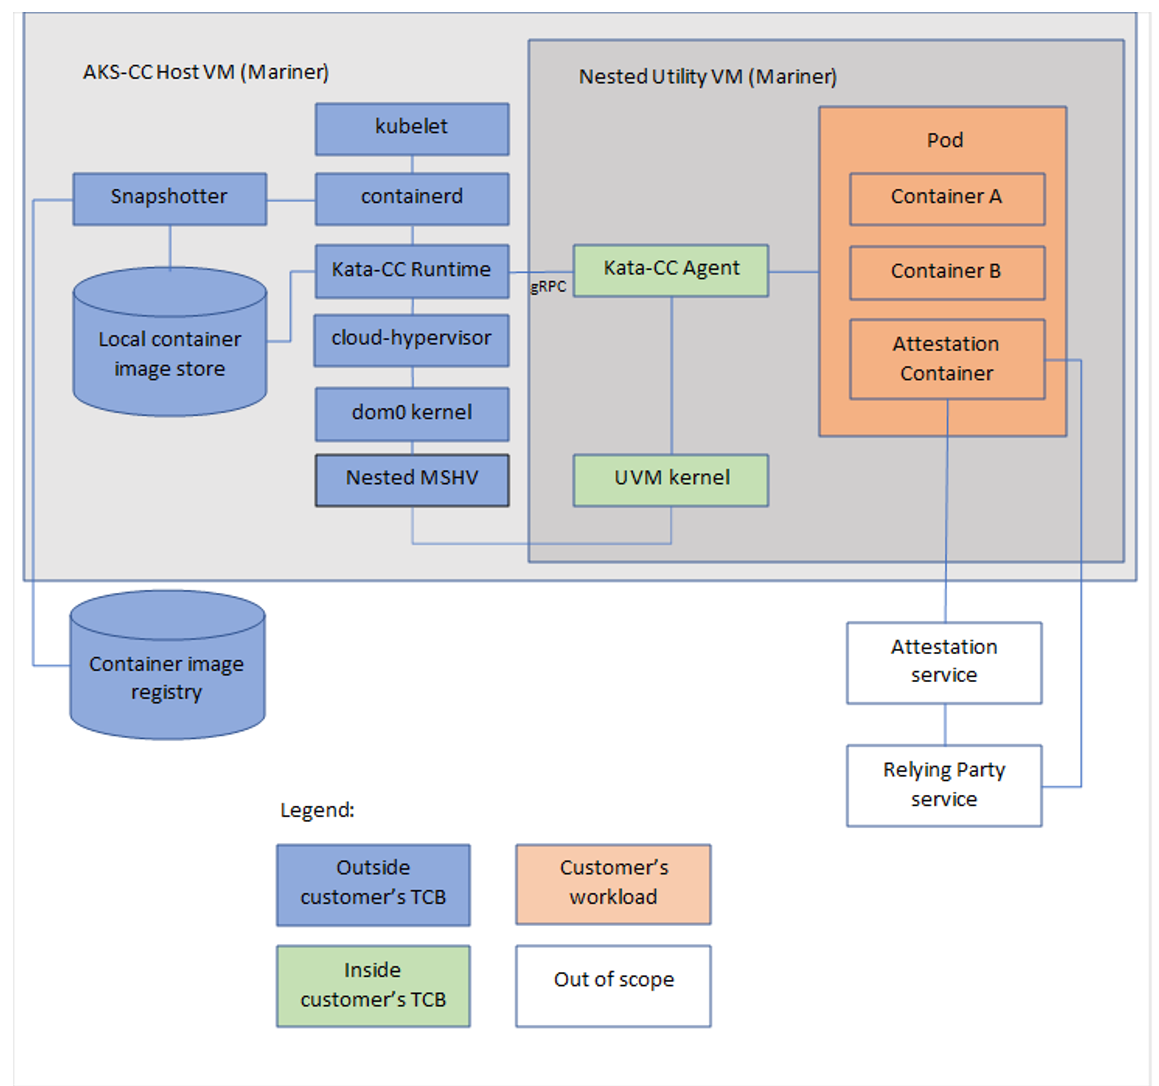 AKS-CC Host VM (Mariner)
Nested Utility VM (Mariner)
kubelet
Snapshotter
containerd
Kata-CC Runtime
gRPC
Kata-CC Agent
Pod
Container A
Container B
Attestation
Container
Local container
image store
cloud-hypervisor
dom0 kernel
Nested MSHV
UVM kernel
Container image
registry
Attestation
service
Relying Party
service
Legend:
Outside
customer's TCB
Customer's
workload
Inside
customer's TCB
Out of scope